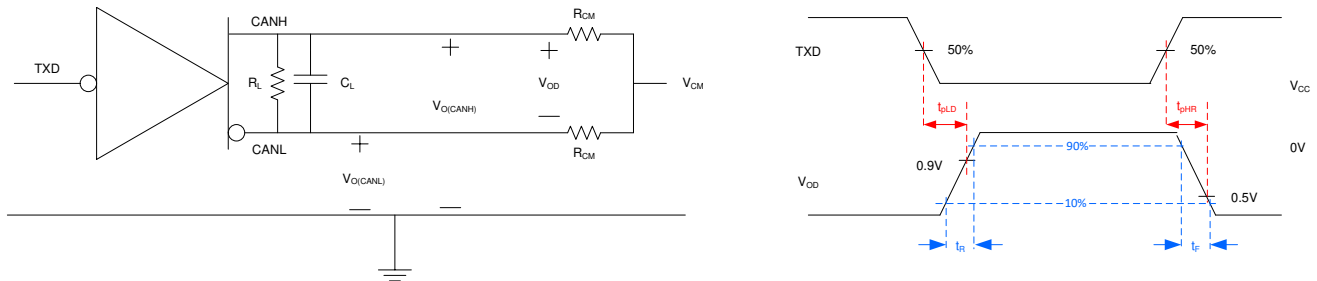 CANH
R_CM
TXD
R_L
C_L
V_OD
V_CM
V_O(CANH)
CANL
R_CM
V_O(CANL)
TXD
50%
50%
V_CC
t_pLD
t_pHR
90%
0V
0.9V
V_OD
10%
0.5V
t_R
t_F